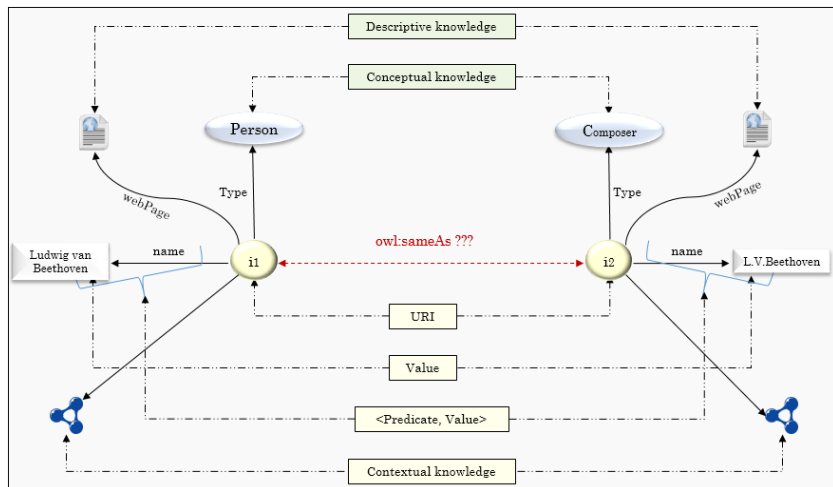 Descriptive knowledge
Conceptual knowledge
Person
Composer
Type
Type
webPage
webPage
owl:sameAs ???
Ludwig van
Beethoven
name
i1
i2
name
L.V.Beethoven
URI
Value
<Predicate, Value>
Contextual knowledge